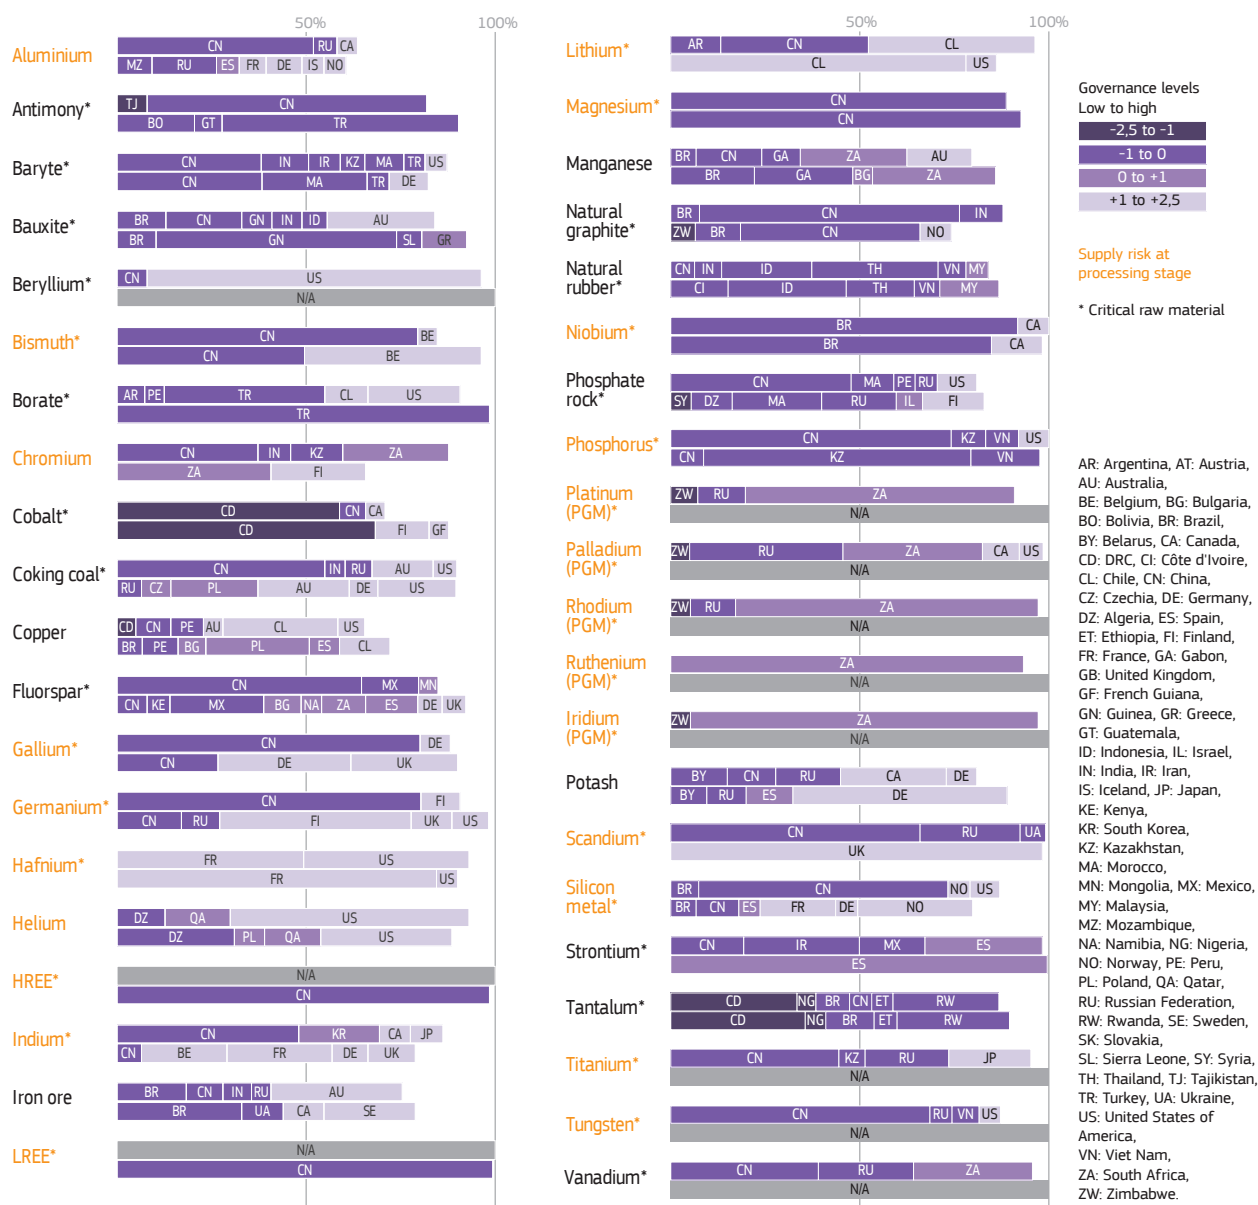 50%
100%
Aluminium
CN RU CA
MZ RU ES FR DE IS NO
Antimony*
TJ CN
BO GT TR
Baryte*
CN IN IR KZ MA TR US
CN MA TR DE
Bauxite*
BR CN GN IN ID AU
BR GN SL GR
Beryllium*
CN US
N/A
Bismuth*
CN BE
CN BE
Borate*
AR PE TR CL US
TR
Chromium
CN IN KZ ZA
ZA FI
Cobalt*
CD CN CA
CD FI GF
Coking coal*
CN IN RU AU US
RU CZ PL AU DE US
Copper
CD CN PE AU CL US
BR PE BG PL ES CL
Fluorspar*
CN MX MN
CN KE MX BG NA ZA ES DE UK
Gallium*
CN DE
CN DE UK
Germanium*
CN FI
CN RU FI UK US
Hafnium*
FR US
FR US
Helium
DZ QA US
DZ PL QA US
HREE*
N/A
CN
Indium*
CN KR CA JP
CN BE FR DE UK
Iron ore
BR CN IN RU AU
BR UA CA SE
LREE*
N/A
CN
50%
100%
Lithium*
AR CN CL
CL US
Magnesium*
CN
CN
Manganese
BR CN GA ZA AU
BR GA BG ZA
Natural
graphite*
BR CN IN
ZW BR CN NO
Natural
rubber*
CN IN ID TH VN MY
CI ID TH VN MY
Niobium*
BR CA
BR CA
Phosphate
rock*
CN MA PE RU US
SY DZ MA RU IL FI
Phosphorus*
CN KZ VN US
CN KZ VN
Platinum
(PGM)*
ZW RU ZA
N/A
Palladium
(PGM)*
ZW RU ZA CA US
N/A
Rhodium
(PGM)*
ZW RU ZA
N/A
Ruthenium
(PGM)*
ZA
N/A
Iridium
(PGM)*
ZW ZA
N/A
Potash
BY CN RU CA DE
BY RU ES DE
Scandium*
CN RU UA
UK
Silicon
metal*
BR CN NO US
BR CN ES FR DE NO
Strontium*
CN IR MX ES
ES
Tantalum*
CD NG BR CN ET RW
CD NG BR ET RW
Titanium*
CN KZ RU JP
N/A
Tungsten*
CN RU VN US
N/A
Vanadium*
CN RU ZA
N/A
Governance levels
Low to high
-2,5 to -1
-1 to 0
0 to +1
+1 to +2,5
Supply risk at
processing stage
* Critical raw material
AR: Argentina, AT: Austria,
AU: Australia,
BE: Belgium, BG: Bulgaria,
BO: Bolivia, BR: Brazil,
BY: Belarus, CA: Canada,
CD: DRC, CI: Côte d'Ivoire,
CL: Chile, CN: China,
CZ: Czechia, DE: Germany,
DZ: Algeria, ES: Spain,
ET: Ethiopia, FI: Finland,
FR: France, GA: Gabon,
GB: United Kingdom,
GF: French Guiana,
GN: Guinea, GR: Greece,
GT: Guatemala,
ID: Indonesia, IL: Israel,
IN: India, IR: Iran,
IS: Iceland, JP: Japan,
KE: Kenya,
KR: South Korea,
KZ: Kazakhstan,
MA: Morocco,
MN: Mongolia, MX: Mexico,
MY: Malaysia,
MZ: Mozambique,
NA: Namibia, NG: Nigeria,
NO: Norway, PE: Peru,
PL: Poland, QA: Qatar,
RU: Russian Federation,
RW: Rwanda, SE: Sweden,
SK: Slovakia,
SL: Sierra Leone, SY: Syria,
TH: Thailand, TJ: Tajikistan,
TR: Turkey, UA: Ukraine,
US: United States of
America,
VN: Viet Nam,
ZA: South Africa,
ZW: Zimbabwe.